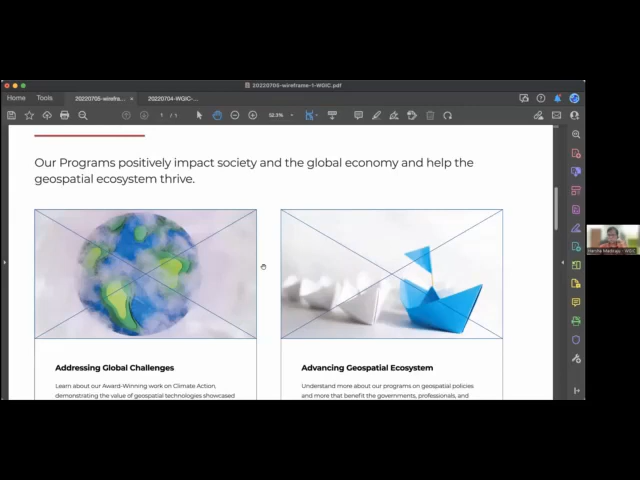 20220705-wireframe-1-WGIC.pdf
Home Tools 20220705-wirefra... × 20220704-WGIC-...
1 / 1 52.3%
Our Programs positively impact society and the global economy and help the
geospatial ecosystem thrive.
Addressing Global Challenges
Learn about our Award-Winning work on Climate Action,
demonstrating the value of geospatial technologies showcased
Advancing Geospatial Ecosystem
Understand more about our programs on geospatial policies
and more that benefit the governments, professionals, and